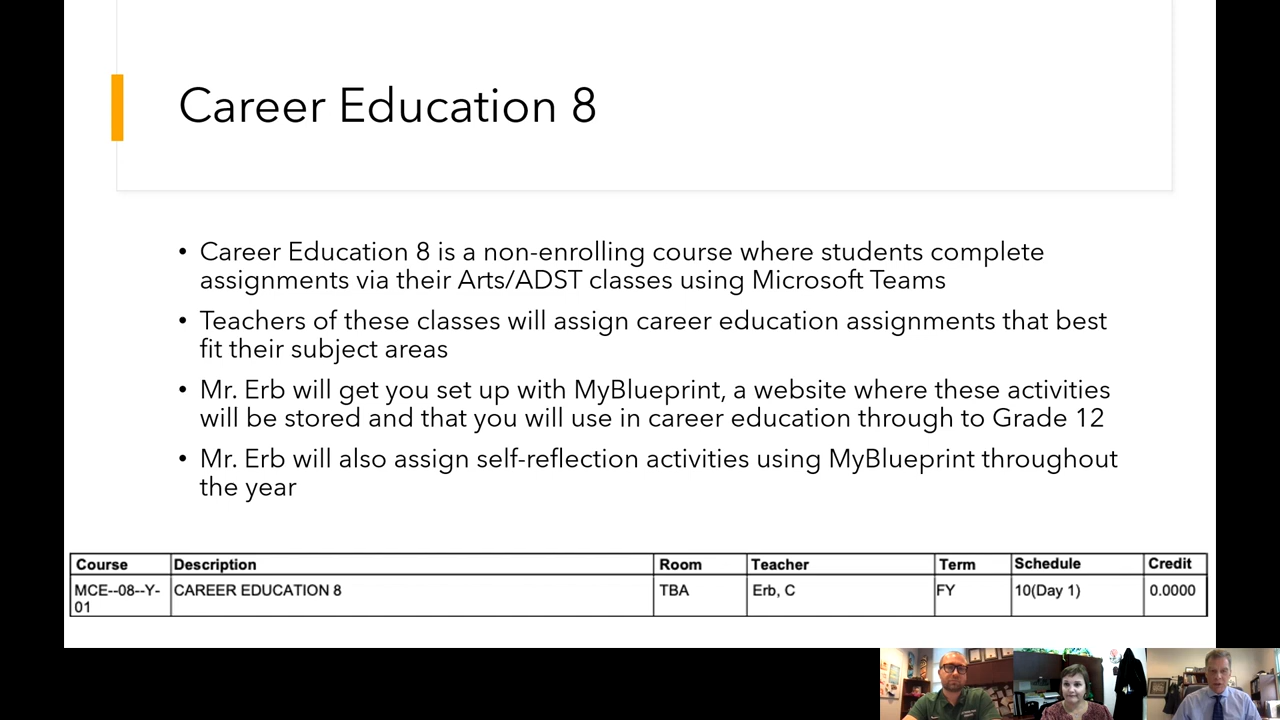 Career Education 8
• Career Education 8 is a non-enrolling course where students complete
assignments via their Arts/ADST classes using Microsoft Teams
• Teachers of these classes will assign career education assignments that best
fit their subject areas
• Mr. Erb will get you set up with MyBlueprint, a website where these activities
will be stored and that you will use in career education through to Grade 12
• Mr. Erb will also assign self-reflection activities using MyBlueprint throughout
the year
Course Description Room Teacher Term Schedule Credit
MCE--08--Y- CAREER EDUCATION 8 TBA Erb, C FY 10(Day 1) 0.0000
01